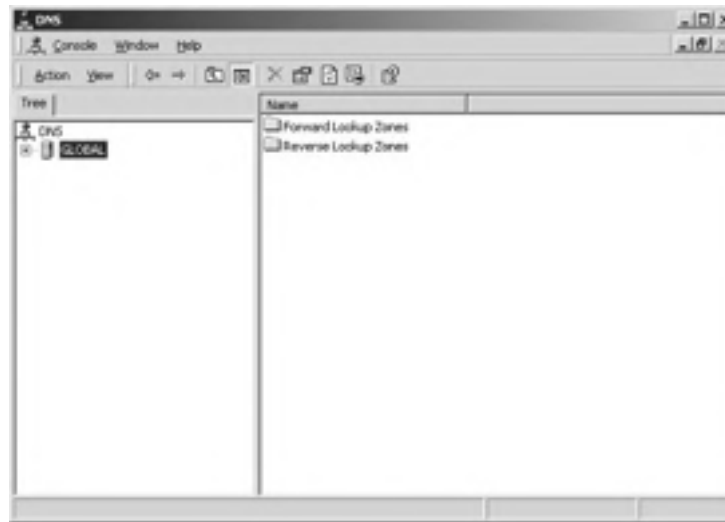 DNS
Console Window Help
Action View
Tree
Name
DNS
GLOBAL
Forward Lookup Zones
Reverse Lookup Zones